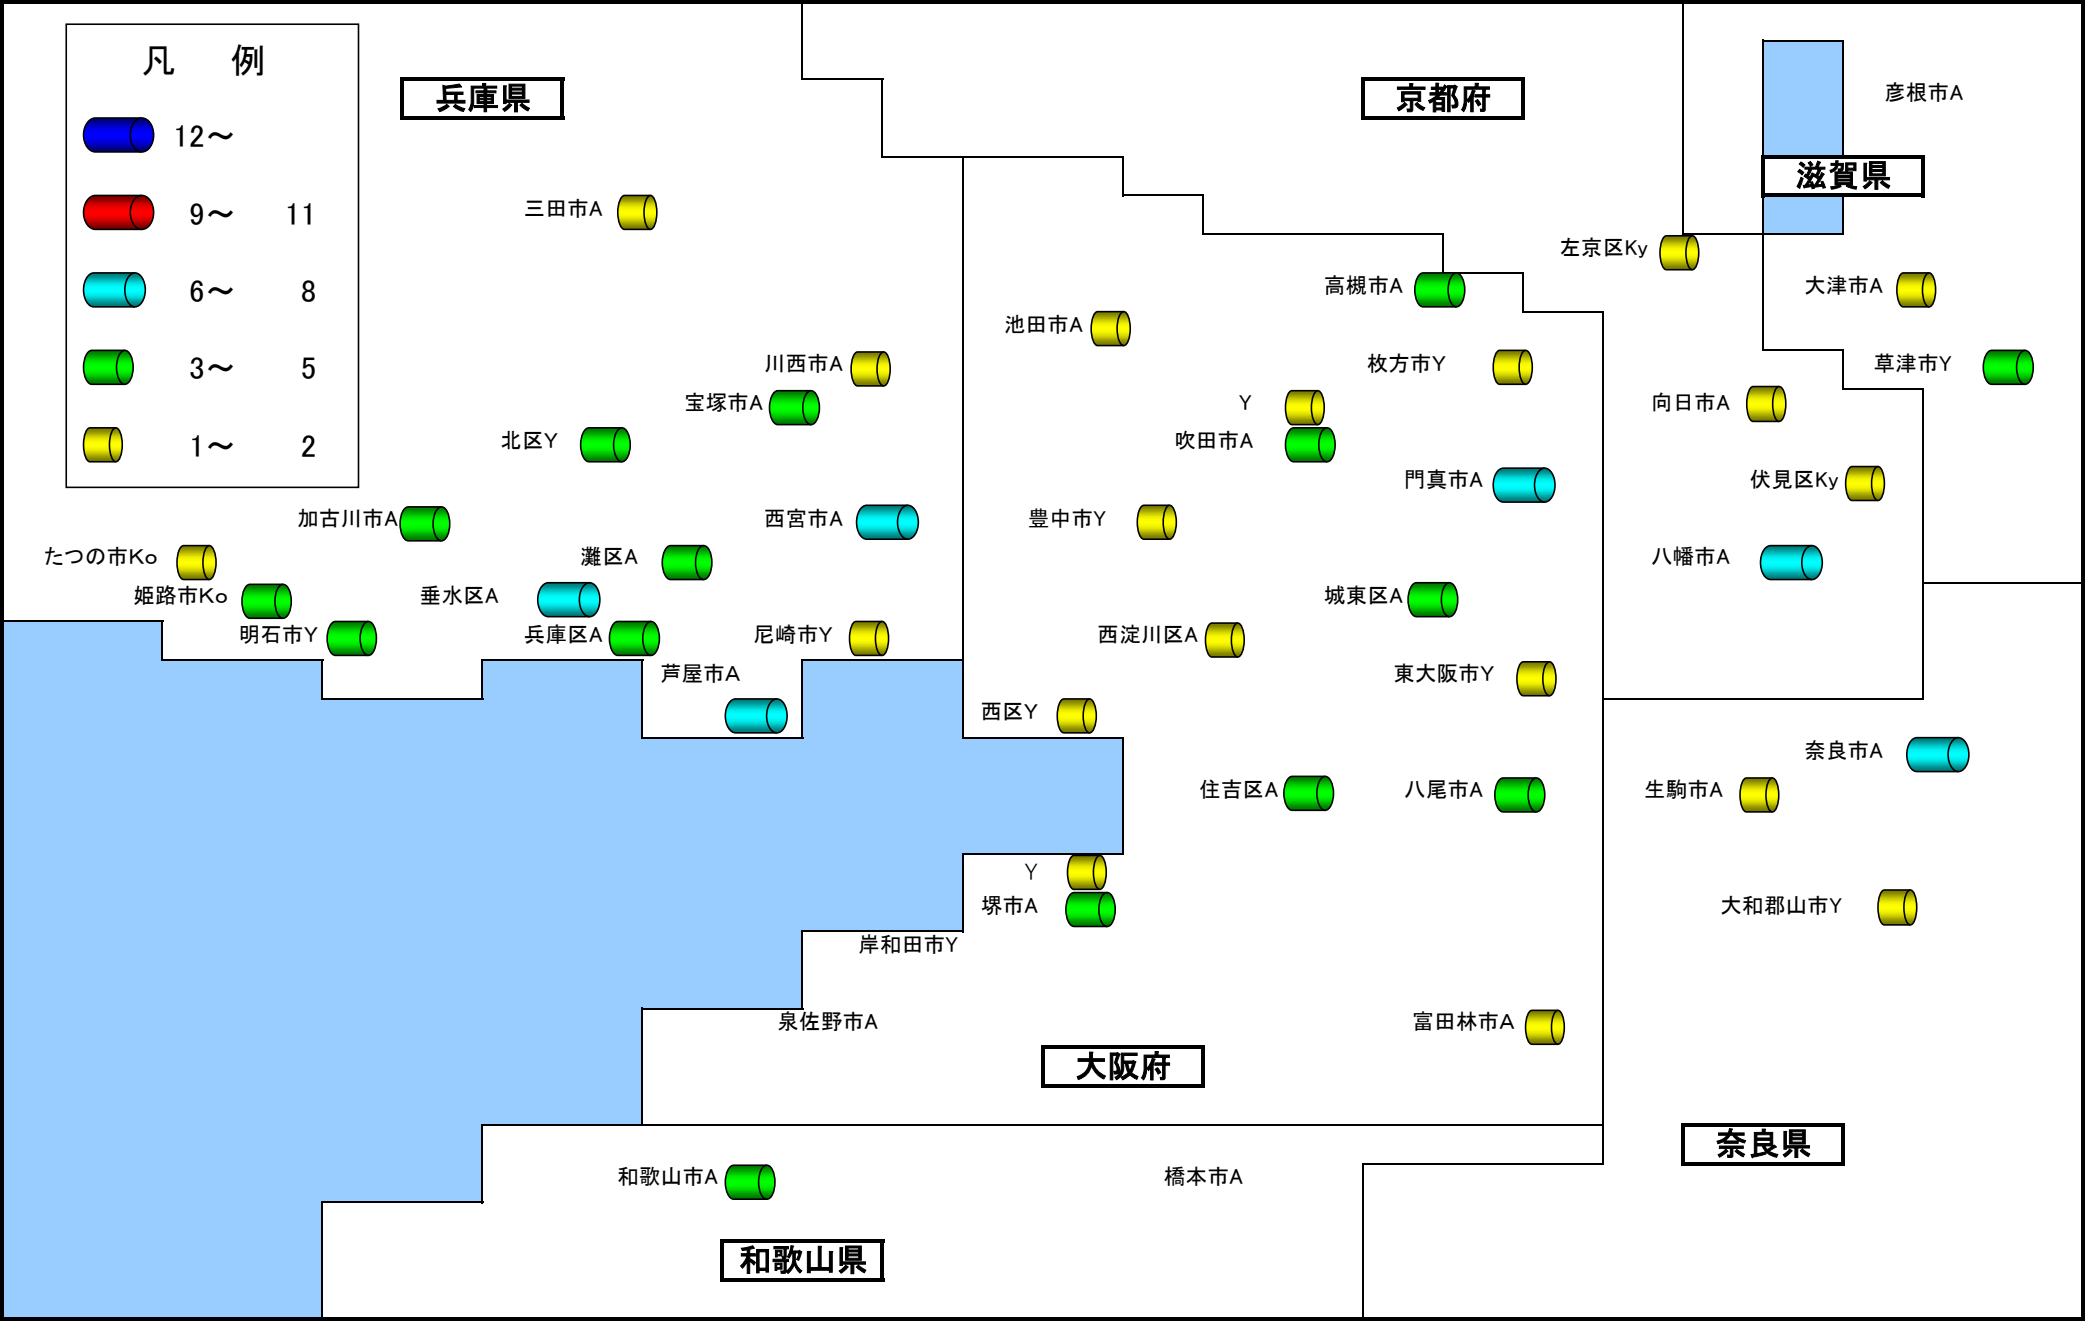 凡　例
12～
9～　11
6～　8
3～　5
1～　2
兵庫県
京都府
彦根市A
滋賀県
三田市A
左京区Ky
高槻市A
大津市A
池田市A
川西市A
枚方市Y
草津市Y
宝塚市A
Y
向日市A
北区Y
吹田市A
門真市A
伏見区Ky
加古川市A
西宮市A
豊中市Y
たつの市Ko
灘区A
八幡市A
姫路市Ko
垂水区A
城東区A
明石市Y
兵庫区A
尼崎市Y
西淀川区A
芦屋市A
東大阪市Y
西区Y
奈良市A
住吉区A
八尾市A
生駒市A
Y
堺市A
大和郡山市Y
岸和田市Y
泉佐野市A
富田林市A
大阪府
奈良県
和歌山市A
橋本市A
和歌山県